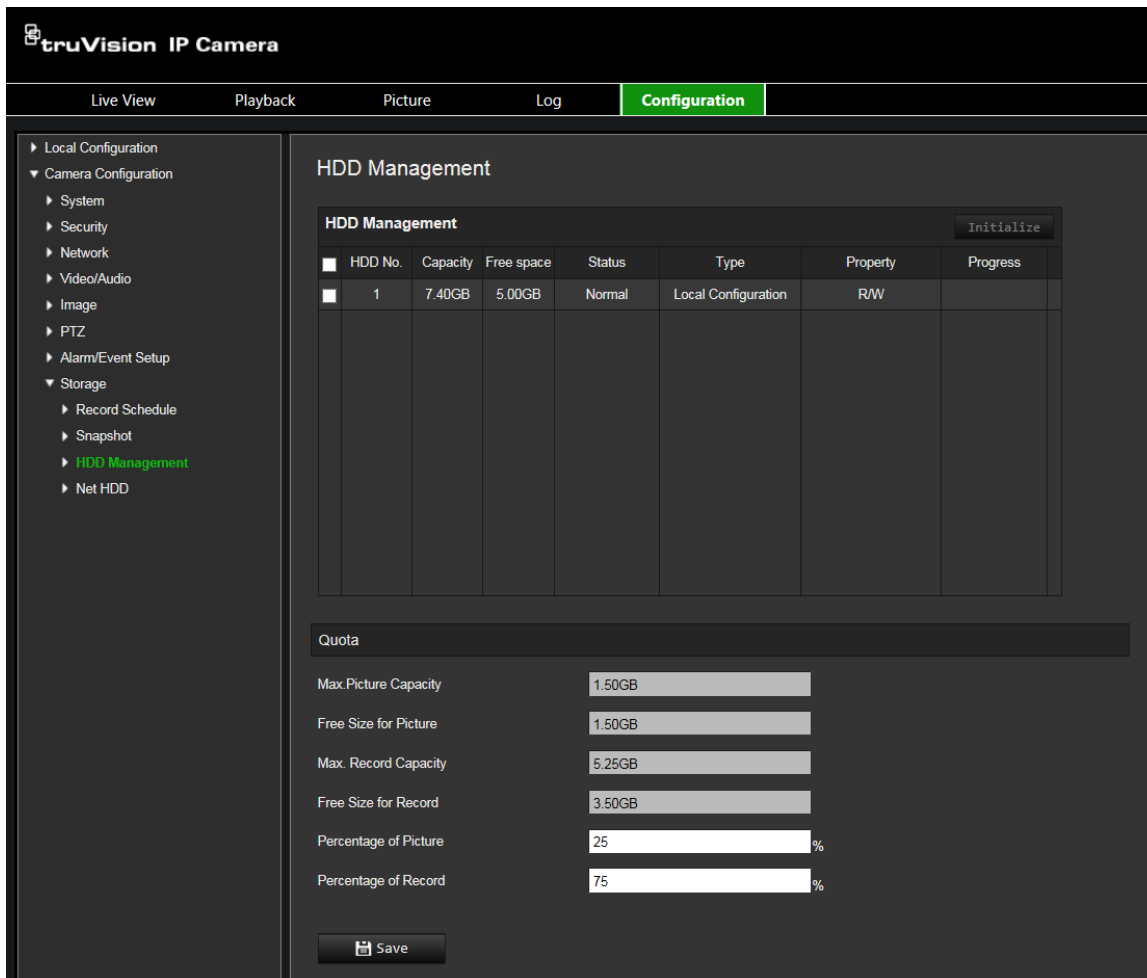 truVision IP Camera
Live View Playback Picture Log Configuration
Local Configuration
Camera Configuration
System
Security
Network
Video/Audio
Image
PTZ
Alarm/Event Setup
Storage
Record Schedule
Snapshot
HDD Management
Net HDD
HDD Management
HDD Management Initialize
HDD No. Capacity Free space Status Type Property Progress
1 7.40GB 5.00GB Normal Local Configuration R/W
Quota
Max.Picture Capacity 1.50GB
Free Size for Picture 1.50GB
Max. Record Capacity 5.25GB
Free Size for Record 3.50GB
Percentage of Picture 25 %
Percentage of Record 75 %
Save